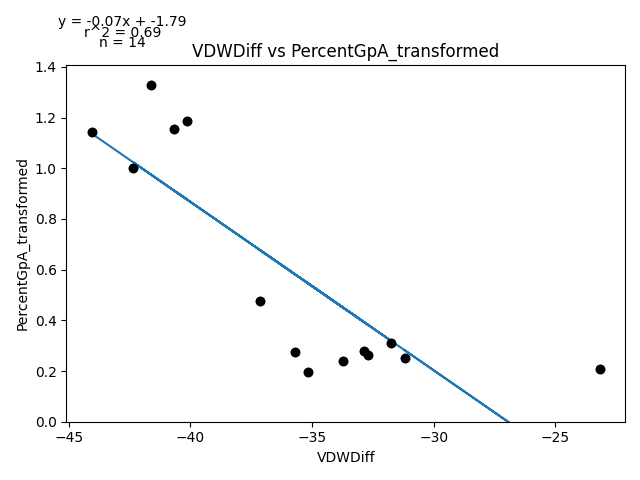 y = -0.07x + -1.79
r^2 = 0.69
n = 14
VDWDiff vs PercentGpA_transformed
1.4
1.2
1.0
0.8
0.6
0.4
0.2
0.0
PercentGpA_transformed
−45 −40 −35 −30 −25
VDWDiff